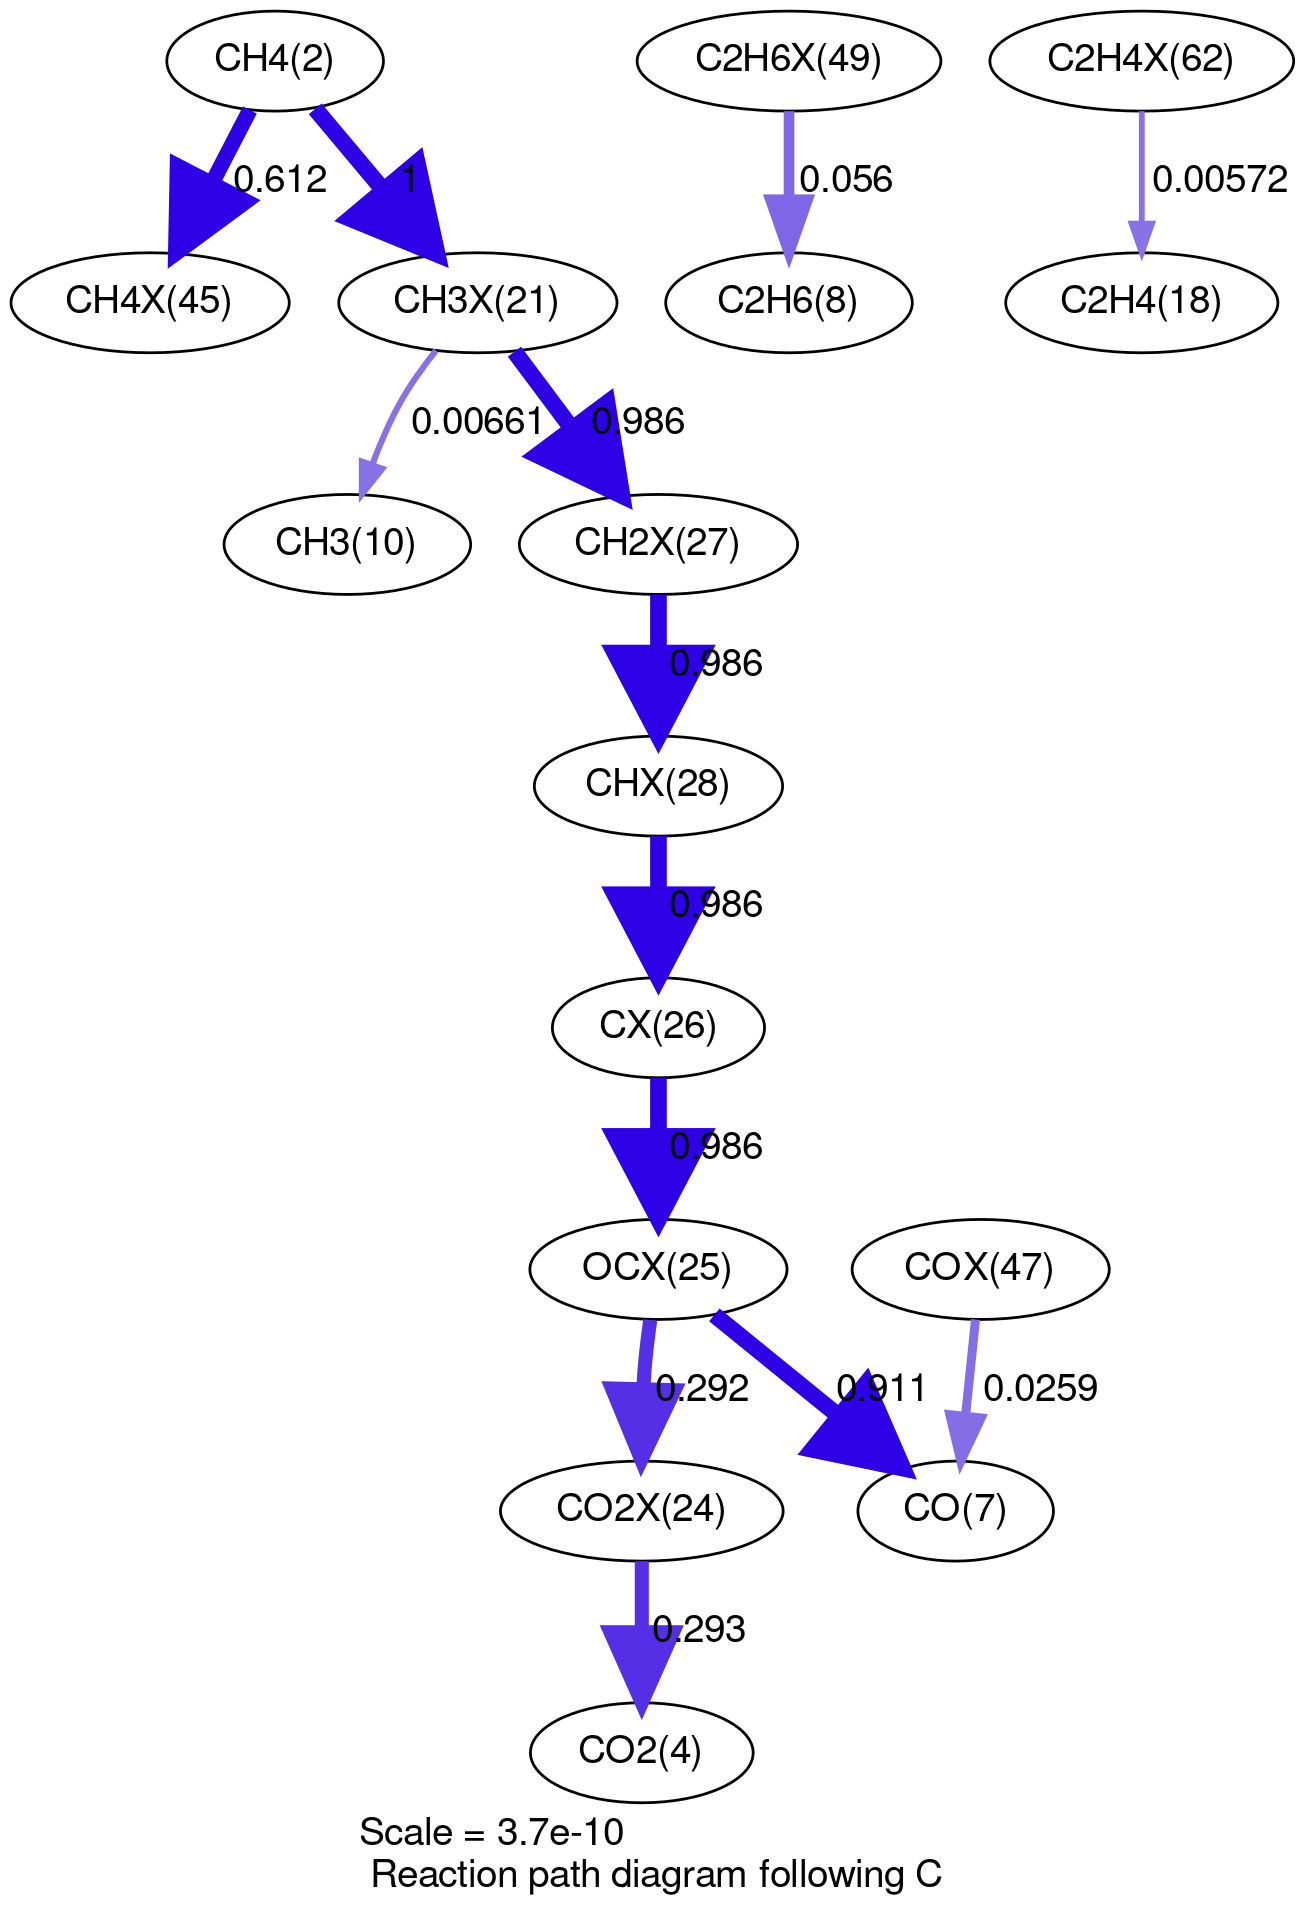 CH4(2)
C2H6X(49)
C2H4X(62)
0.612
1
0.056
0.00572
CH4X(45)
CH3X(21)
C2H6(8)
C2H4(18)
0.00661
0.986
CH3(10)
CH2X(27)
0.986
CHX(28)
0.986
CX(26)
0.986
OCX(25)
COX(47)
0.292
0.911
0.0259
CO2X(24)
CO(7)
0.293
CO2(4)
Scale = 3.7e-10
Reaction path diagram following C